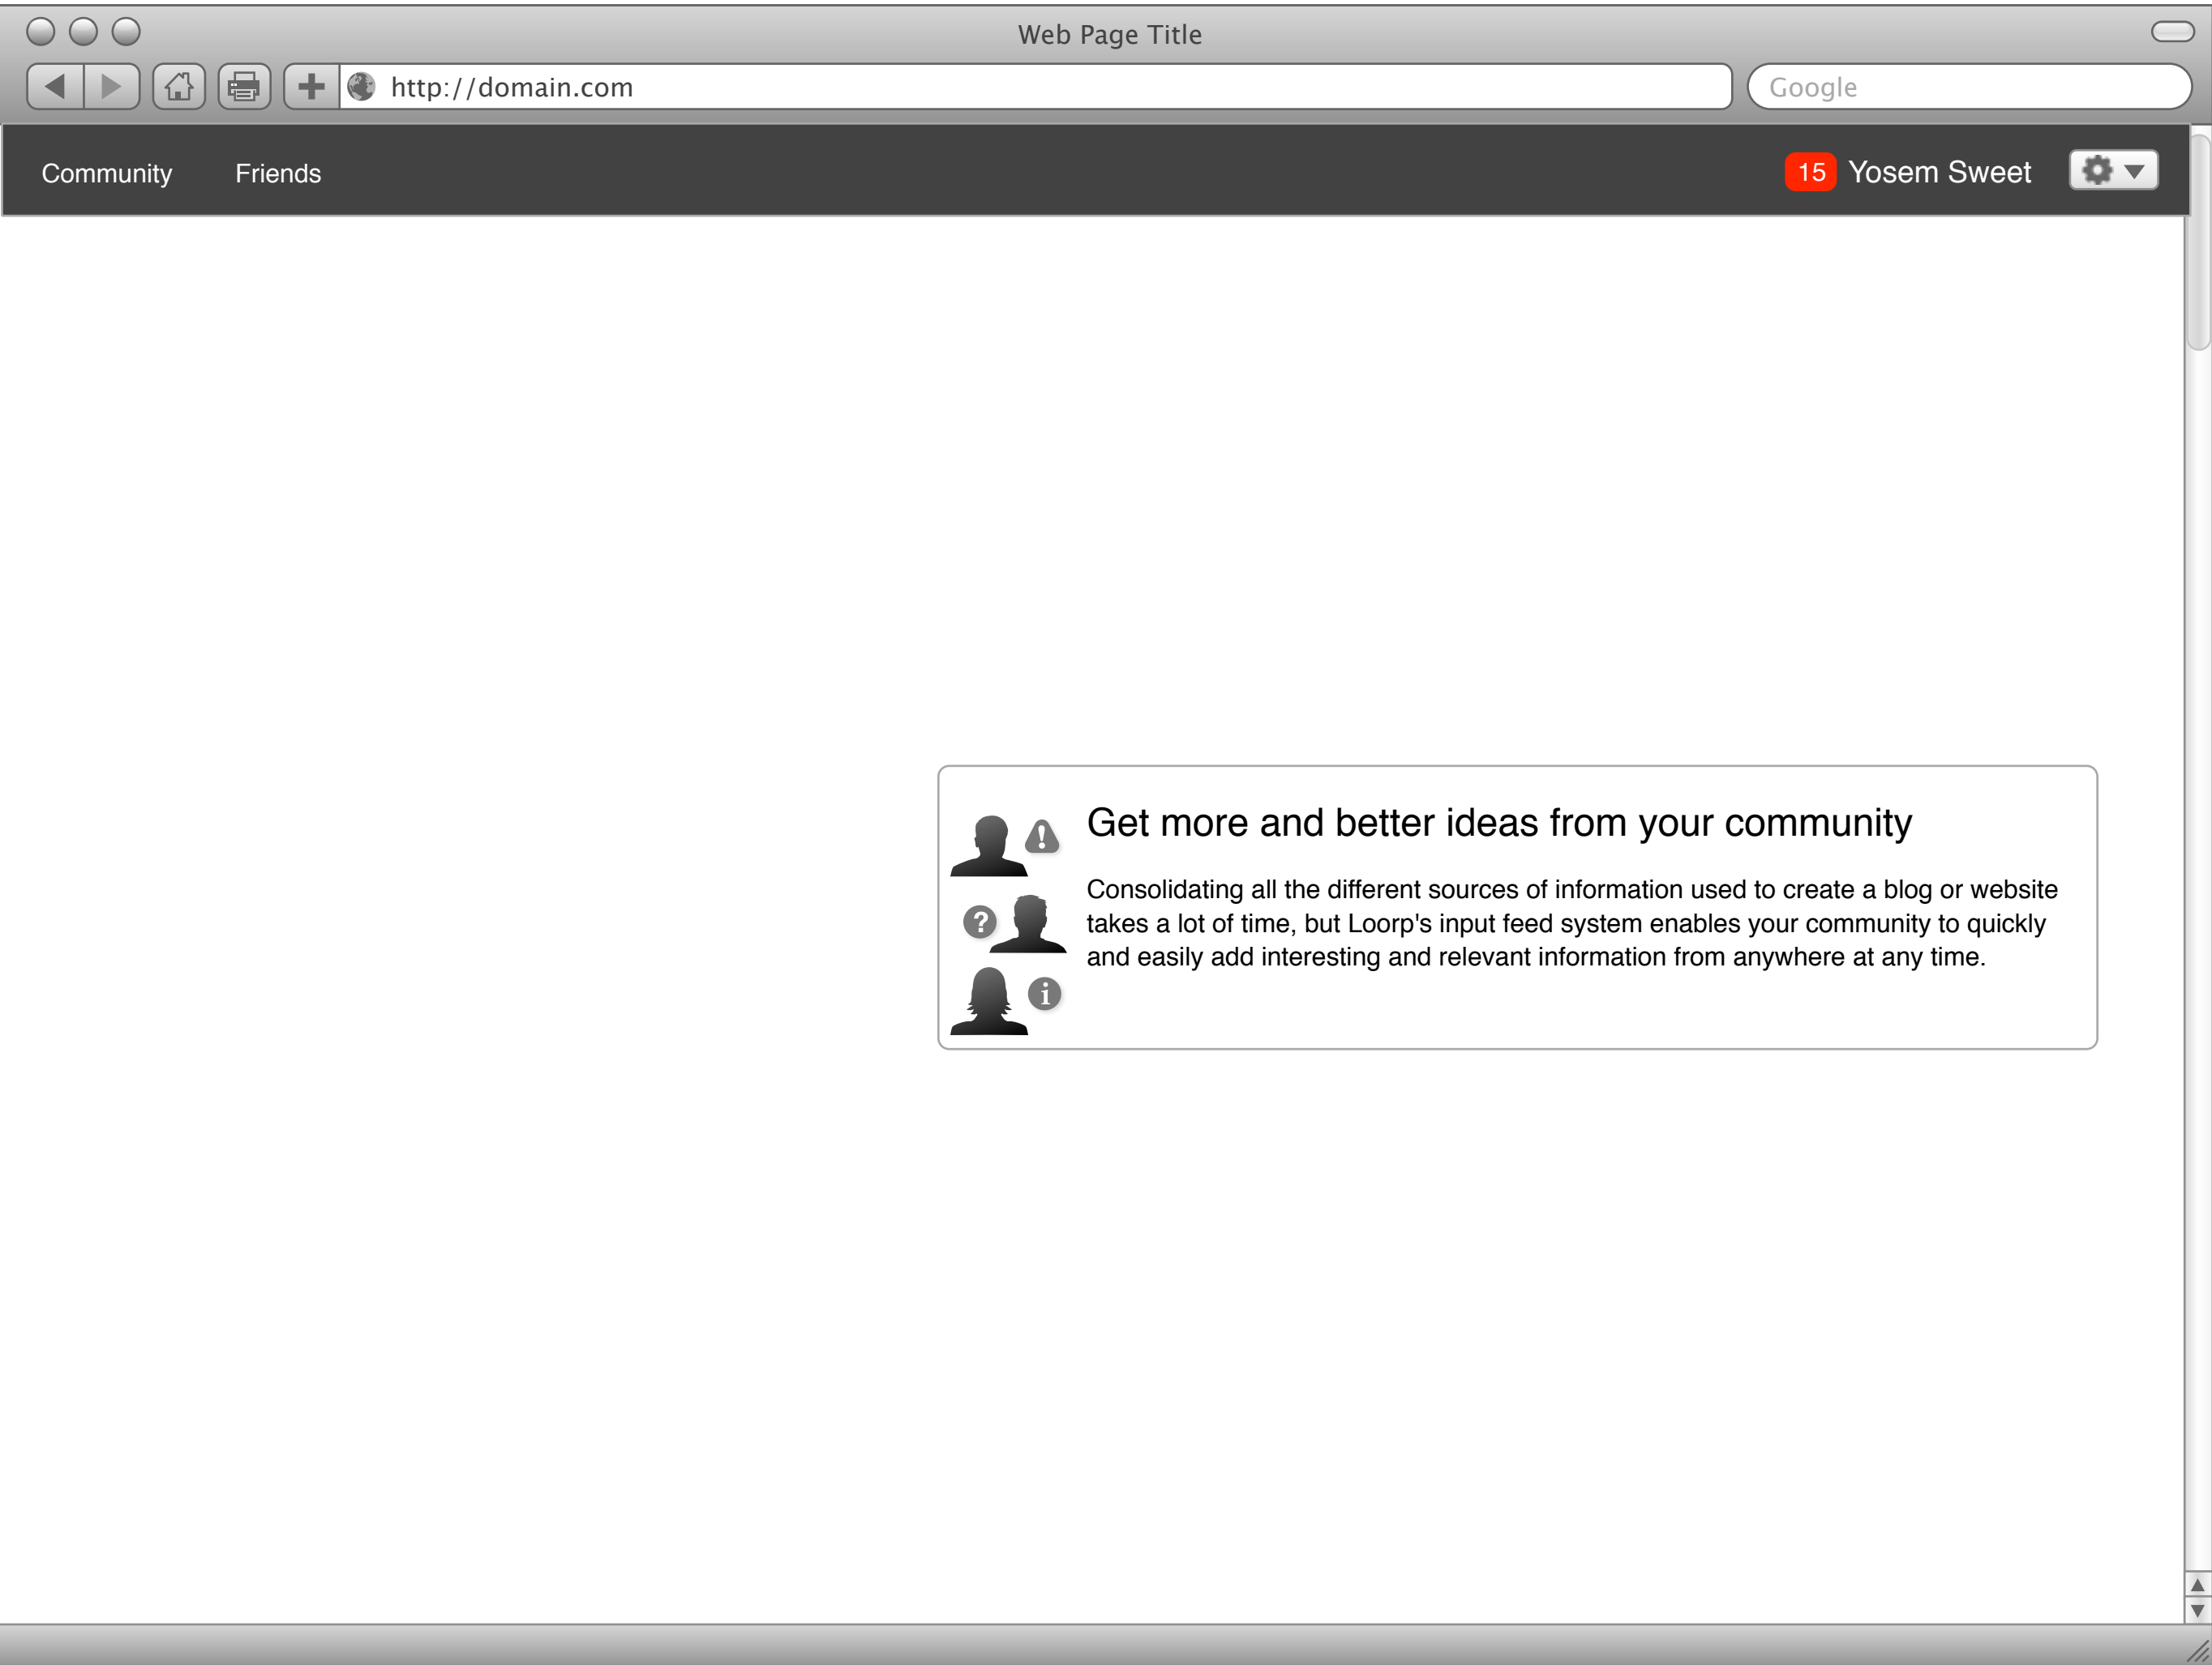 Web Page Title
http://domain.com
Google
Community Friends 15 Yosem Sweet
Get more and better ideas from your community
Consolidating all the different sources of information used to create a blog or website
takes a lot of time, but Loorp's input feed system enables your community to quickly
and easily add interesting and relevant information from anywhere at any time.